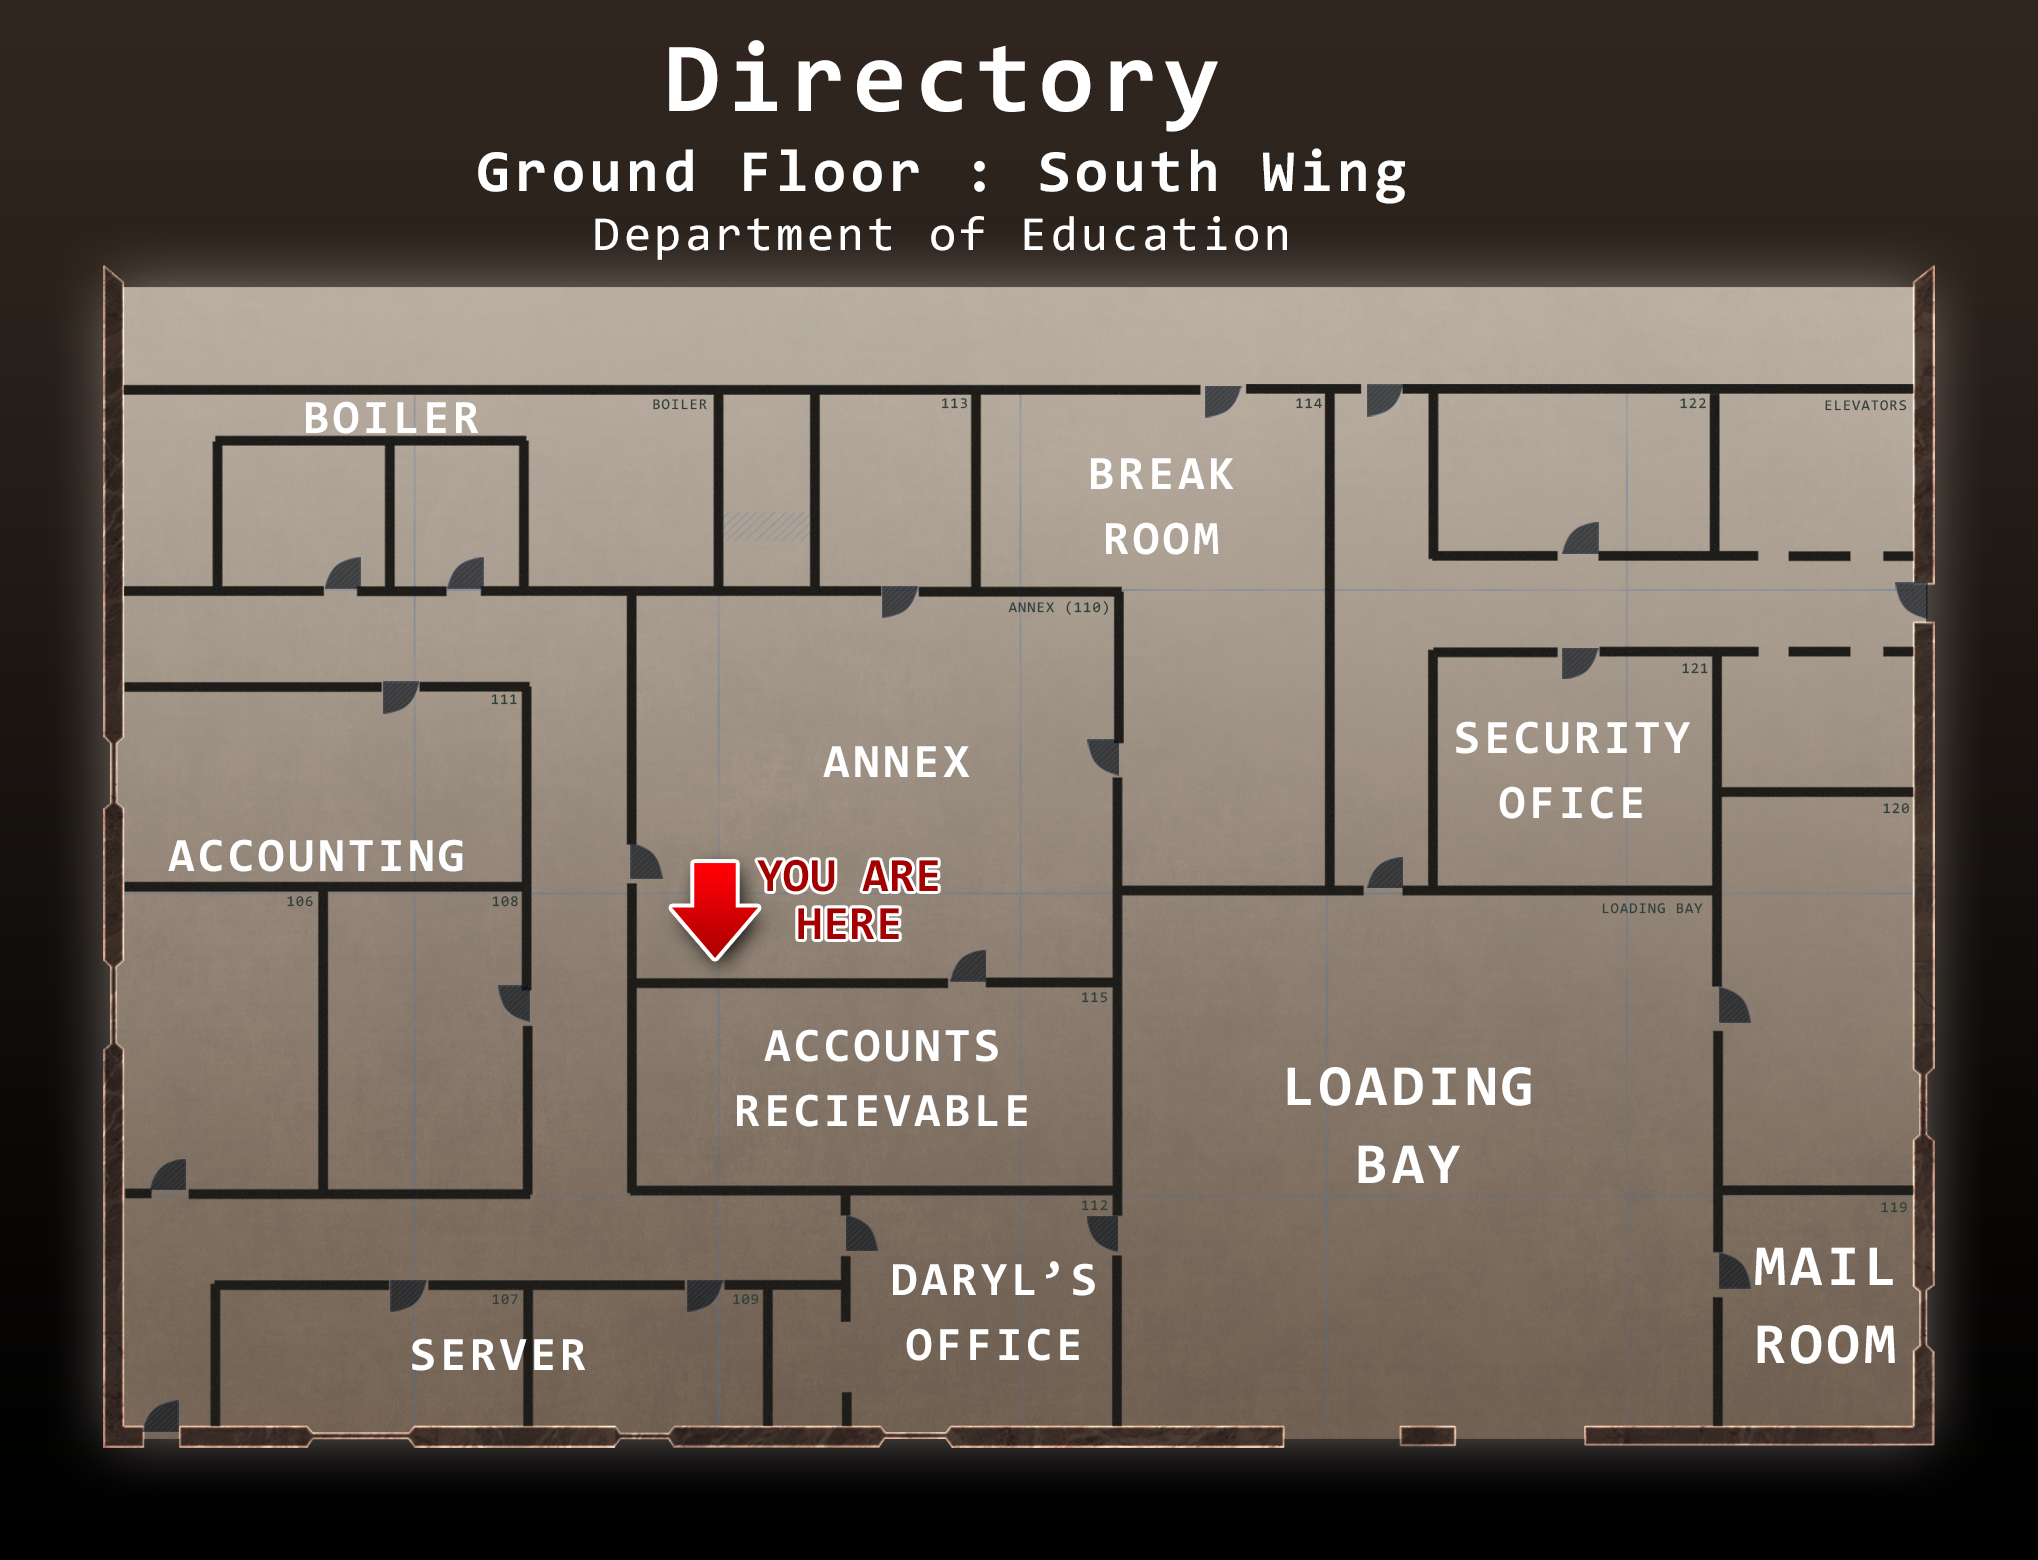 Directory
Ground Floor : South Wing
Department of Education
BOILER
BOILER
113
114
122
ELEVATORS
BREAK
ROOM
ANNEX (110)
111
121
SECURITY
OFICE
ANNEX
120
ACCOUNTING
YOU ARE
HERE
106
108
LOADING BAY
115
ACCOUNTS
RECIEVABLE
LOADING
BAY
112
119
DARYL’S
OFFICE
MAIL
ROOM
107
109
SERVER